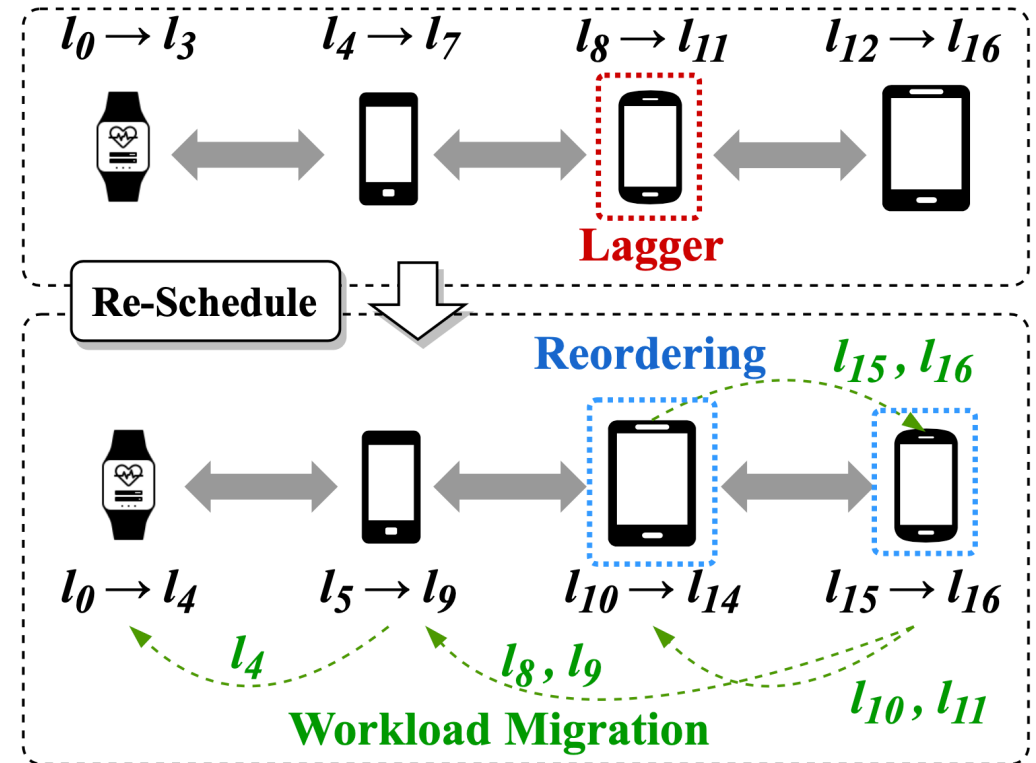 l0 → l3 l4 → l7 l8 → l11 l12 → l16
Lagger
Re-Schedule
Reordering
l15 , l16
l0 → l4 l5 → l9 l10 → l14 l15 → l16
l4
l8 , l9
l10 , l11
Workload Migration